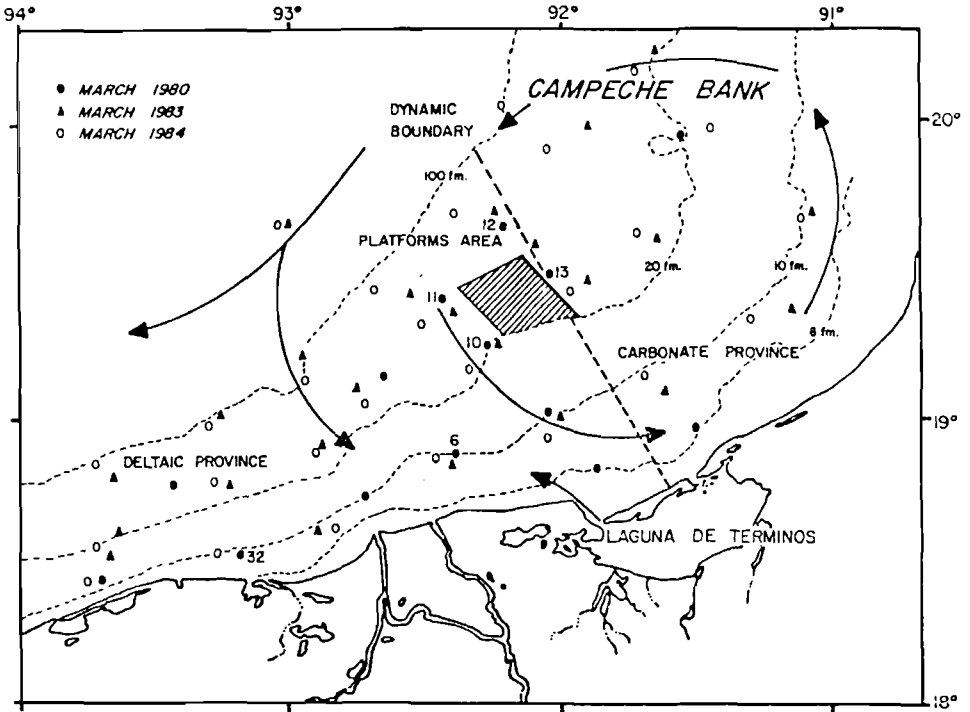 94° 93° 92° 91°
MARCH 1980
MARCH 1983
MARCH 1984
CAMPECHE BANK
DYNAMIC
BOUNDARY
20°
100 fm.
12
PLATFORMS AREA
13
20 fm.
10 fm.
11
8 fm.
10
CARBONATE PROVINCE
19°
6
DELTAIC PROVINCE
LAGUNA DE TERMINOS
32
18°